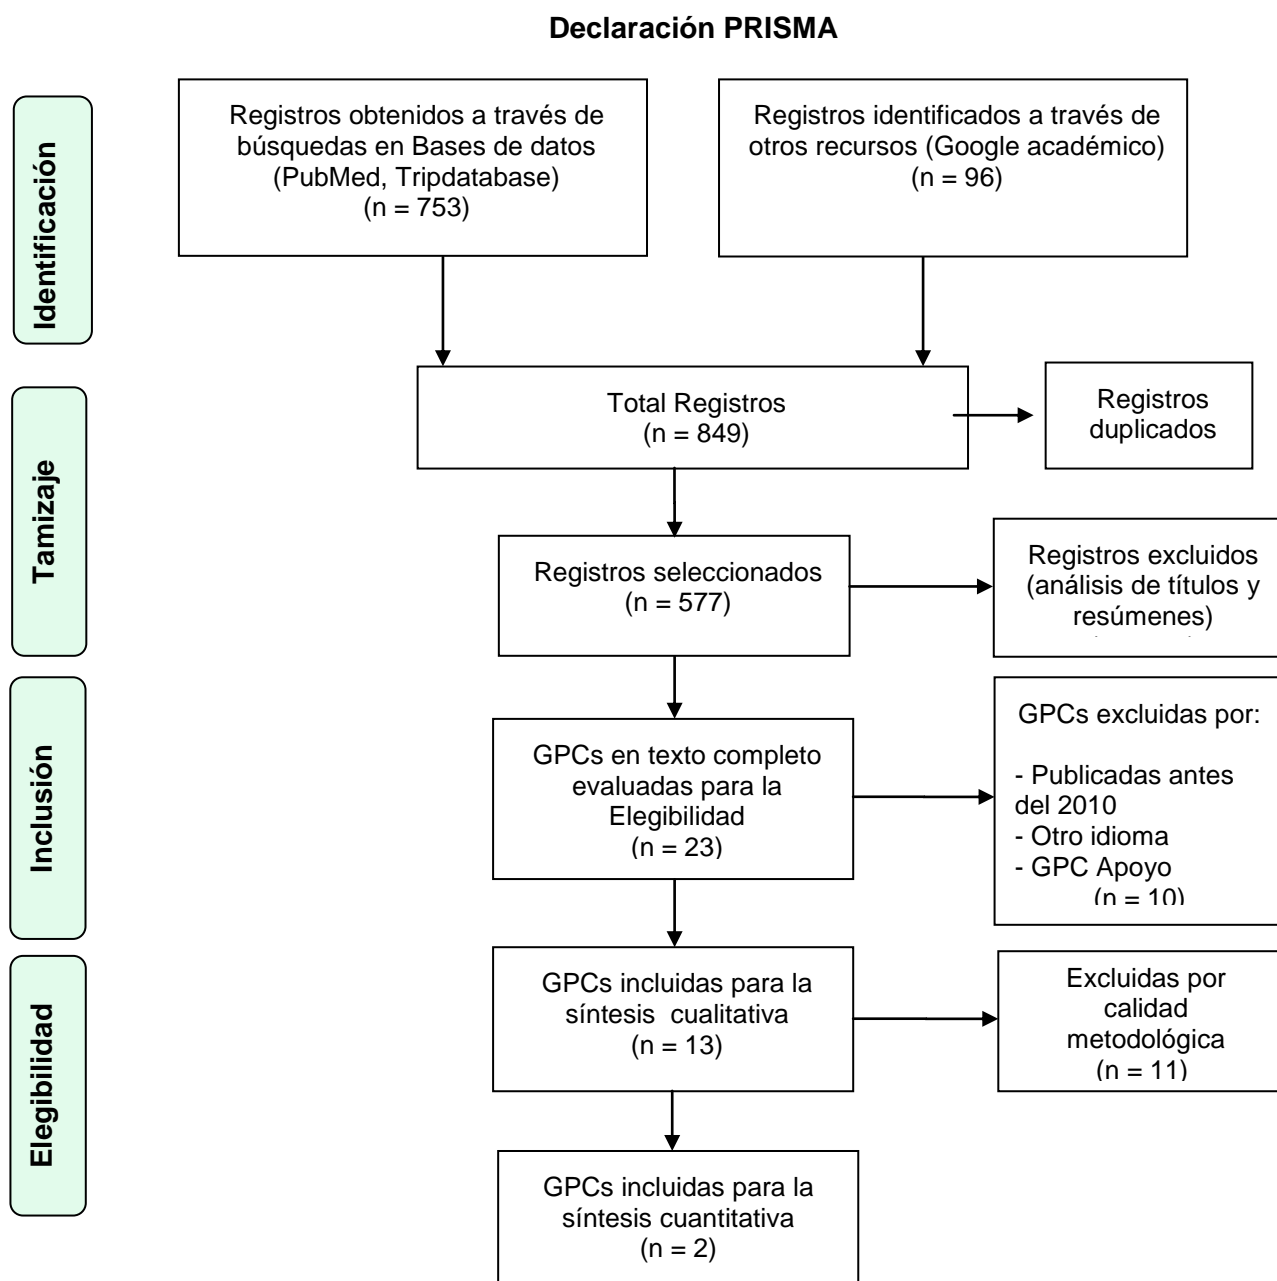 Declaración PRISMA
Identificación
Registros obtenidos a través de
búsquedas en Bases de datos
(PubMed, Tripdatabase)
(n = 753)
Registros identificados a través de
otros recursos (Google académico)
(n = 96)
Tamizaje
Total Registros
(n = 849)
Registros
duplicados
Registros seleccionados
(n = 577)
Registros excluidos
(análisis de títulos y
resúmenes)
Inclusión
GPCs en texto completo
evaluadas para la
Elegibilidad
(n = 23)
GPCs excluidas por:
- Publicadas antes
del 2010
- Otro idioma
- GPC Apoyo
(n = 10)
Elegibilidad
GPCs incluidas para la
síntesis cualitativa
(n = 13)
Excluidas por
calidad
metodológica
(n = 11)
GPCs incluidas para la
síntesis cuantitativa
(n = 2)